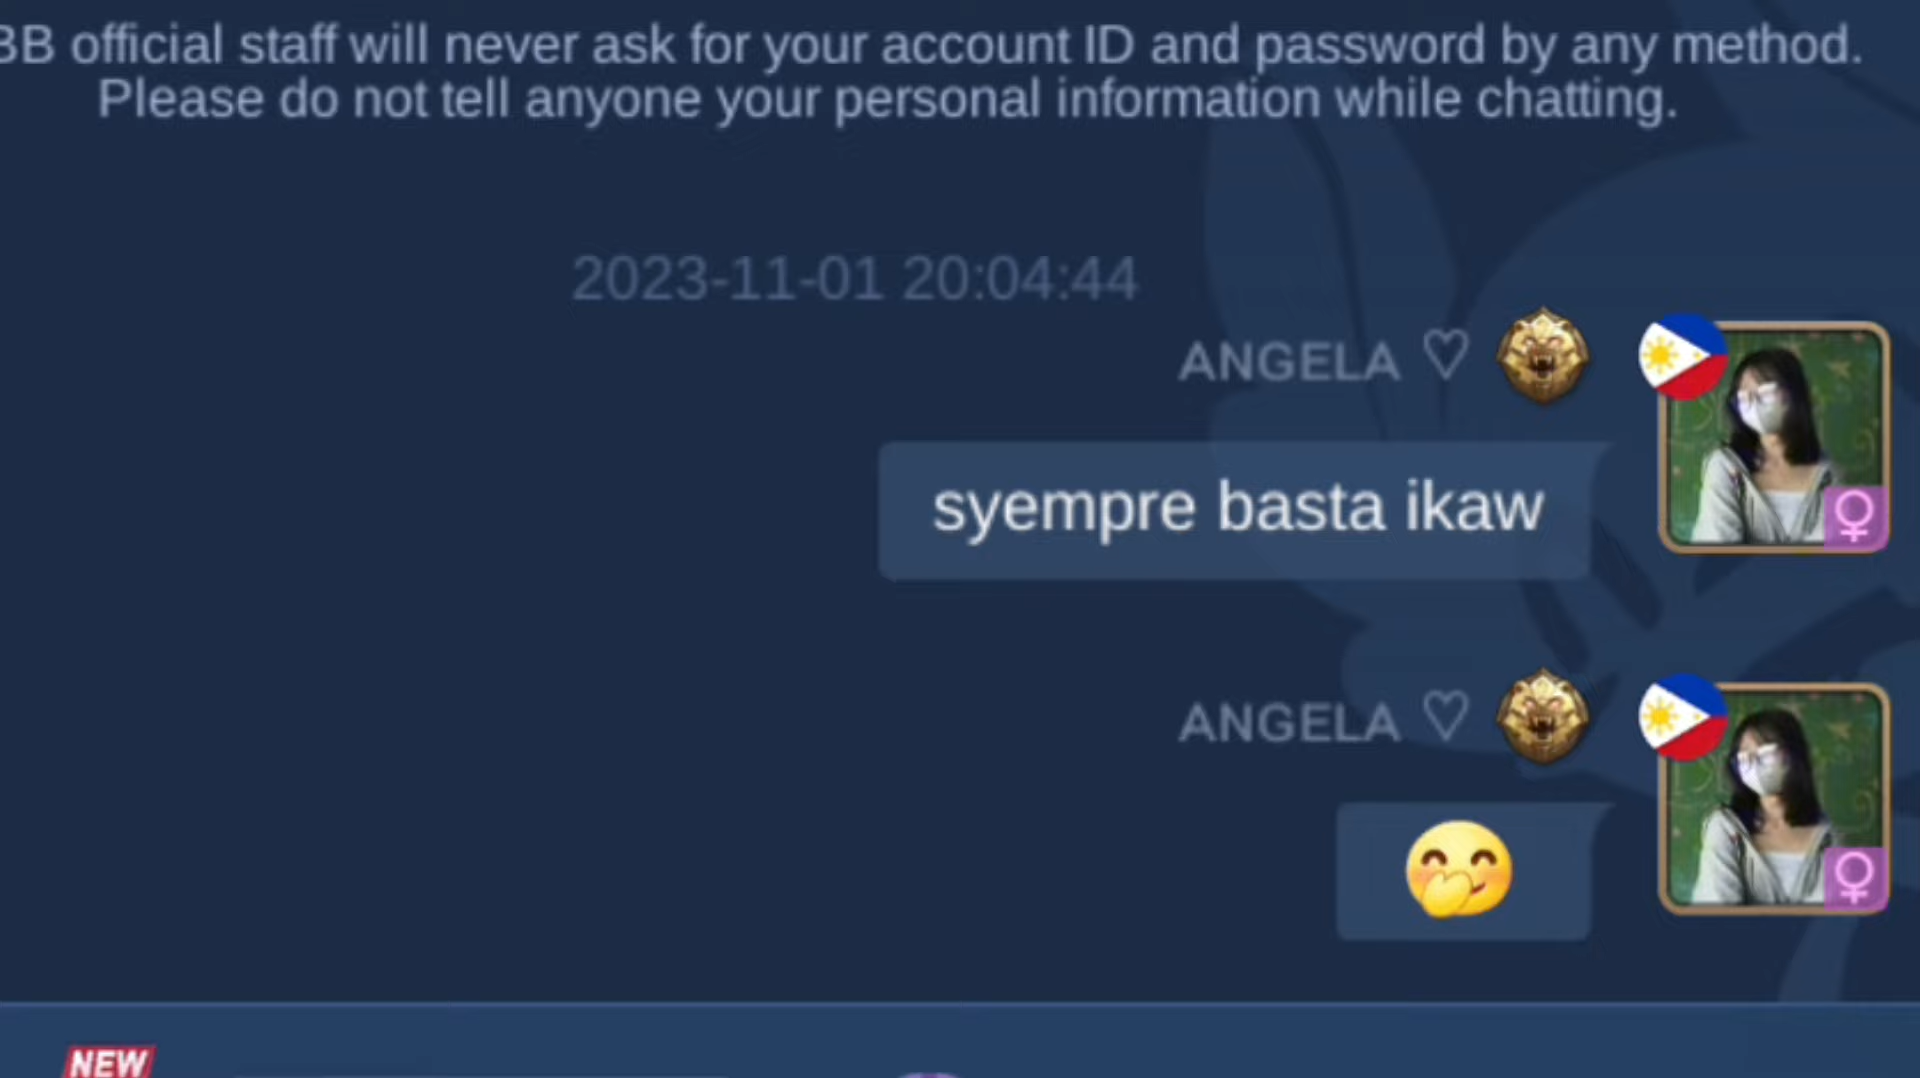 BB official staff will never ask for your account ID and password by any method.
Please do not tell anyone your personal information while chatting.
2023-11-01 20:04:44
ANGELA ♡
syempre basta ikaw
ANGELA ♡
🤭
NEW